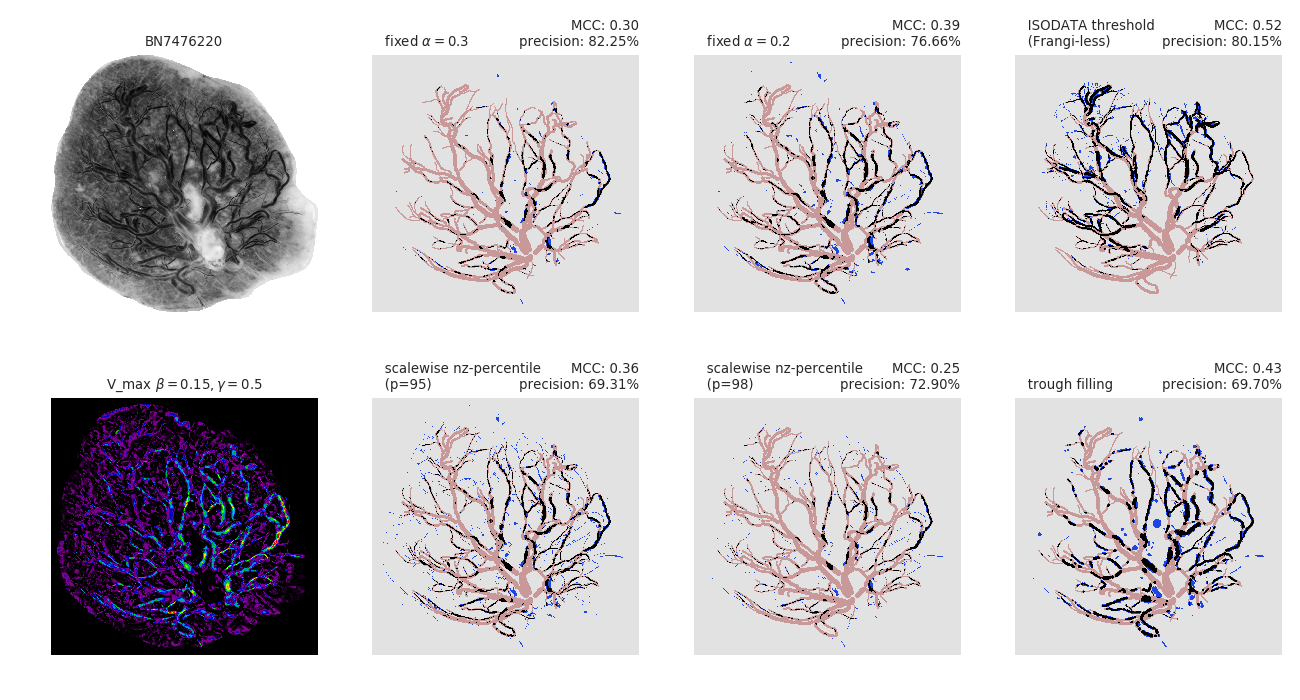 BN7476220
fixed α = 0.3
MCC: 0.30
precision: 82.25%
fixed α = 0.2
MCC: 0.39
precision: 76.66%
ISODATA threshold
(Frangi-less)
MCC: 0.52
precision: 80.15%
V_max β = 0.15, γ = 0.5
scalewise nz-percentile
(p=95)
MCC: 0.36
precision: 69.31%
scalewise nz-percentile
(p=98)
MCC: 0.25
precision: 72.90%
trough filling
MCC: 0.43
precision: 69.70%